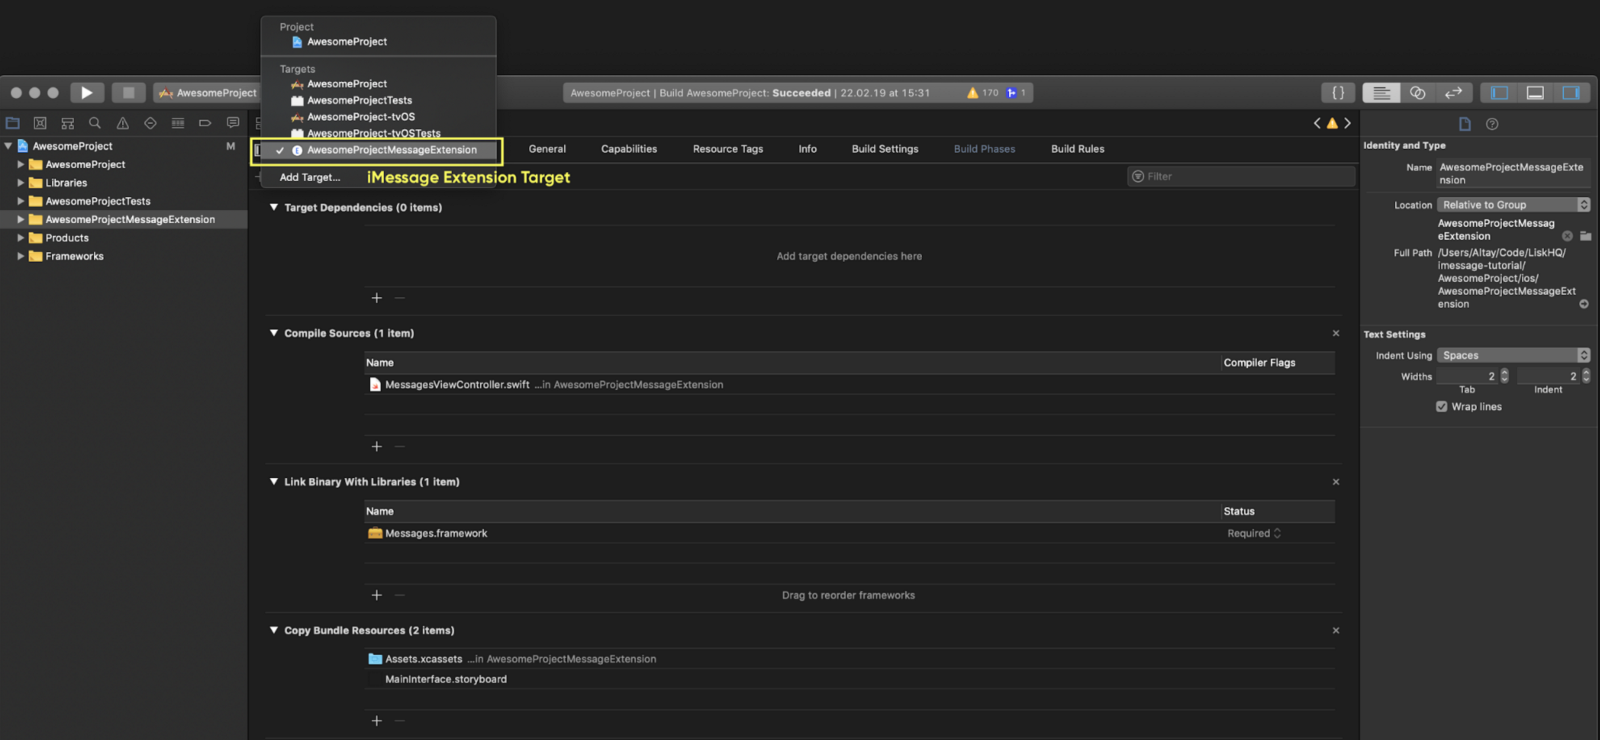 Project
AwesomeProject
Targets
AwesomeProject
AwesomeProjectTests
AwesomeProject-tvOS
AwesomeProject-tvOSTests
AwesomeProjectMessageExtension
Add Target...
iMessage Extension Target
AwesomeProject
AwesomeProject | Build AwesomeProject: Succeeded | 22.02.19 at 15:31
170
1
AwesomeProject M
AwesomeProject
Libraries
AwesomeProjectTests
AwesomeProjectMessageExtension
Products
Frameworks
General Capabilities Resource Tags Info Build Settings Build Phases Build Rules
Filter
Target Dependencies (0 items)
Add target dependencies here
Compile Sources (1 item)
Name Compiler Flags
MessagesViewController.swift ...in AwesomeProjectMessageExtension
Link Binary With Libraries (1 item)
Name Status
Messages.framework Required
Drag to reorder frameworks
Copy Bundle Resources (2 items)
Assets.xcassets ...in AwesomeProjectMessageExtension
MainInterface.storyboard
Identity and Type
Name AwesomeProjectMessageExte
nsion
Location Relative to Group
AwesomeProjectMessag
eExtension
Full Path /Users/Altay/Code/LiskHQ/
imessage-tutorial/
AwesomeProject/ios/
AwesomeProjectMessageExt
ension
Text Settings
Indent Using Spaces
Widths 2 2
Tab Indent
Wrap lines